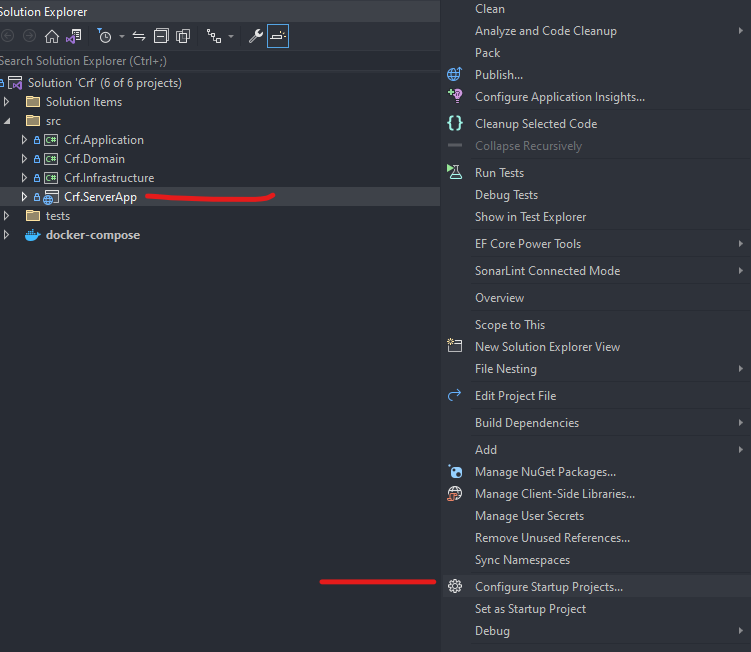 Solution Explorer
Search Solution Explorer (Ctrl+;)
Solution 'Crf' (6 of 6 projects)
Solution Items
src
C# Crf.Application
C# Crf.Domain
C# Crf.Infrastructure
Crf.ServerApp
tests
docker-compose
Clean
Analyze and Code Cleanup
Pack
Publish...
Configure Application Insights...
Cleanup Selected Code
Collapse Recursively
Run Tests
Debug Tests
Show in Test Explorer
EF Core Power Tools
SonarLint Connected Mode
Overview
Scope to This
New Solution Explorer View
File Nesting
Edit Project File
Build Dependencies
Add
Manage NuGet Packages...
Manage Client-Side Libraries...
Manage User Secrets
Remove Unused References...
Sync Namespaces
Configure Startup Projects...
Set as Startup Project
Debug